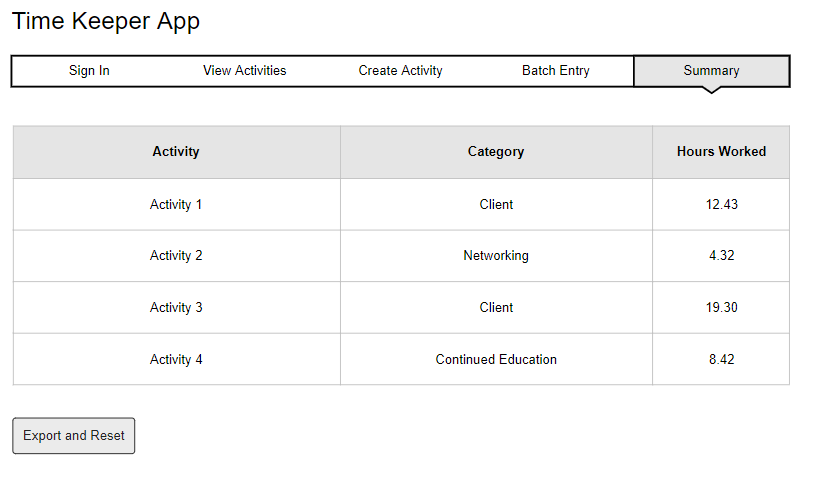 Time Keeper App
Sign In View Activities Create Activity Batch Entry Summary
Activity Category Hours Worked
Activity 1 Client 12.43
Activity 2 Networking 4.32
Activity 3 Client 19.30
Activity 4 Continued Education 8.42
Export and Reset